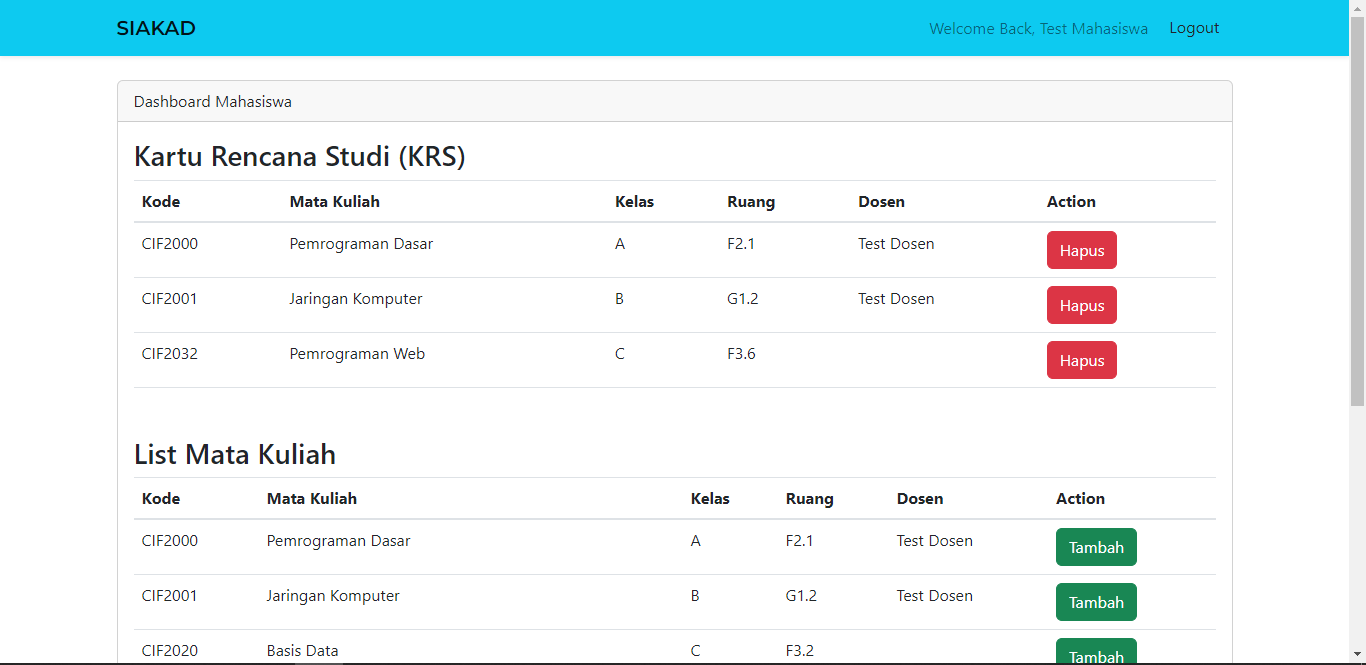 SIAKAD Welcome Back, Test Mahasiswa Logout
Dashboard Mahasiswa
Kartu Rencana Studi (KRS)
Kode Mata Kuliah Kelas Ruang Dosen Action
CIF2000 Pemrograman Dasar A F2.1 Test Dosen Hapus
CIF2001 Jaringan Komputer B G1.2 Test Dosen Hapus
CIF2032 Pemrograman Web C F3.6 Hapus
List Mata Kuliah
Kode Mata Kuliah Kelas Ruang Dosen Action
CIF2000 Pemrograman Dasar A F2.1 Test Dosen Tambah
CIF2001 Jaringan Komputer B G1.2 Test Dosen Tambah
CIF2020 Basis Data C F3.2 Tambah